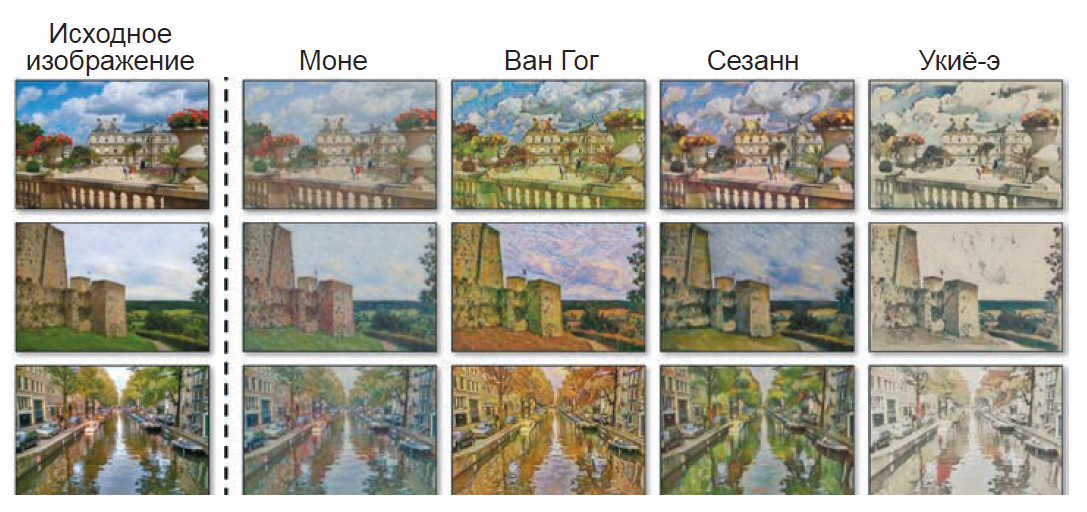 Исходное
изображение
Моне
Ван Гог
Сезанн
Укиё-э